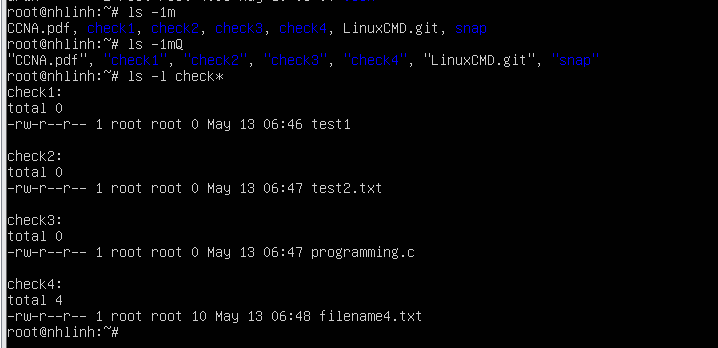 root@nhlinh:~# ls -1m
CCNA.pdf, check1, check2, check3, check4, LinuxCMD.git, snap
root@nhlinh:~# ls -1mQ
"CCNA.pdf", "check1", "check2", "check3", "check4", "LinuxCMD.git", "snap"
root@nhlinh:~# ls -l check*
check1:
total 0
-rw-r--r-- 1 root root 0 May 13 06:46 test1
check2:
total 0
-rw-r--r-- 1 root root 0 May 13 06:47 test2.txt
check3:
total 0
-rw-r--r-- 1 root root 0 May 13 06:47 programming.c
check4:
total 4
-rw-r--r-- 1 root root 10 May 13 06:48 filename4.txt
root@nhlinh:~#